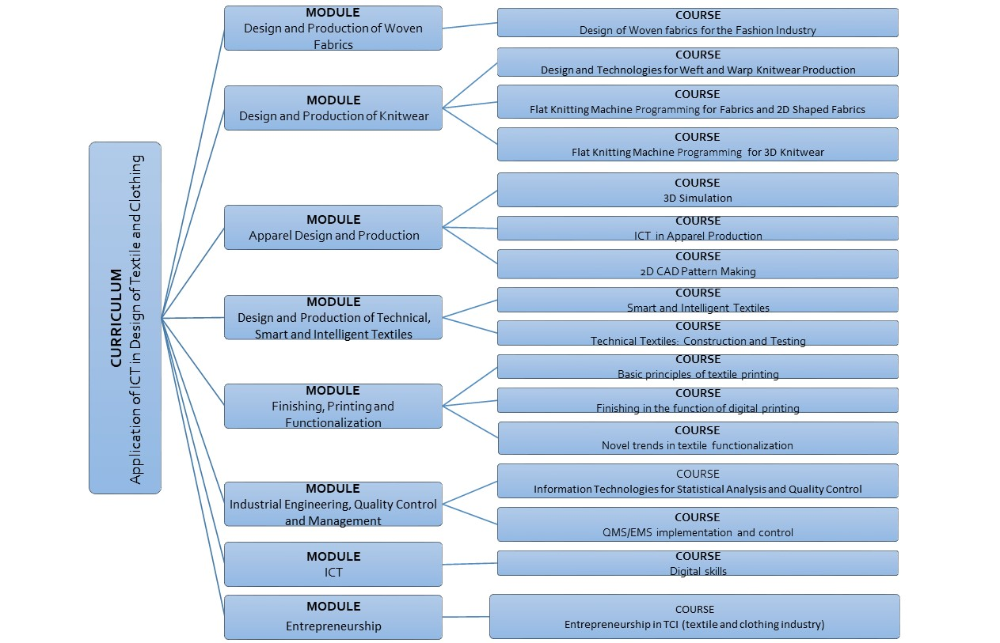 CURRICULUM
Application of ICT in Design of Textile and Clothing
MODULE
Design and Production of Woven
Fabrics
COURSE
Design of Woven fabrics for the Fashion Industry
MODULE
Design and Production of Knitwear
COURSE
Design and Technologies for Weft and Warp Knitwear Production
COURSE
Flat Knitting Machine Programming for Fabrics and 2D Shaped Fabrics
COURSE
Flat Knitting Machine Programming for 3D Knitwear
MODULE
Apparel Design and Production
COURSE
3D Simulation
COURSE
ICT in Apparel Production
COURSE
2D CAD Pattern Making
MODULE
Design and Production of Technical,
Smart and Intelligent Textiles
COURSE
Smart and Intelligent Textiles
COURSE
Technical Textiles: Construction and Testing
MODULE
Finishing, Printing and
Functionalization
COURSE
Basic principles of textile printing
COURSE
Finishing in the function of digital printing
COURSE
Novel trends in textile functionalization
MODULE
Industrial Engineering, Quality Control
and Management
COURSE
Information Technologies for Statistical Analysis and Quality Control
COURSE
QMS/EMS implementation and control
MODULE
ICT
COURSE
Digital skills
MODULE
Entrepreneurship
COURSE
Entrepreneurship in TCI (textile and clothing industry)